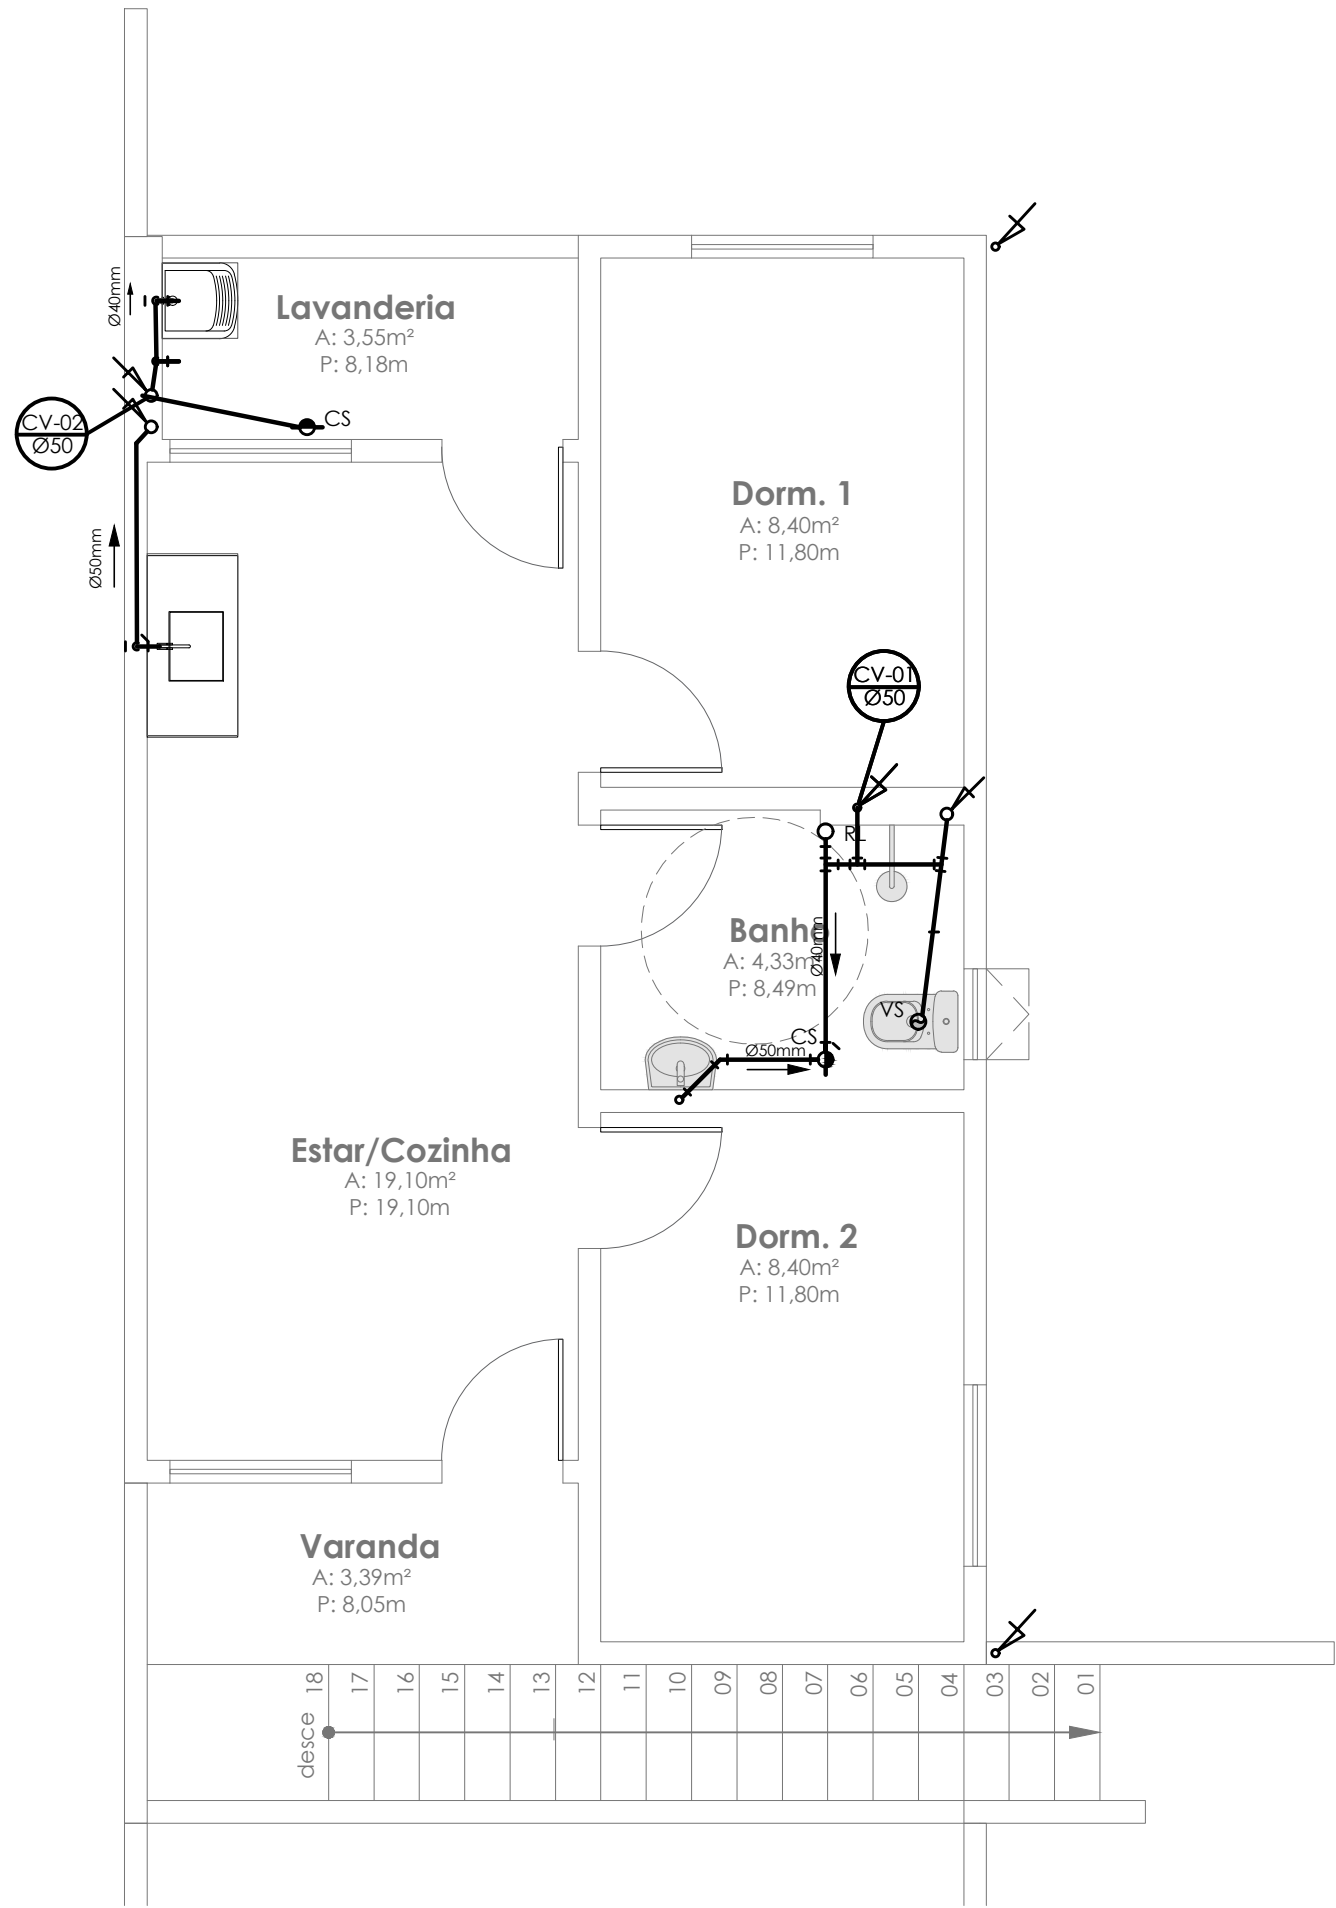 Ø40mm
Lavanderia
A: 3,55m²
P: 8,18m
CV-02
Ø50
CS
Ø50mm
Dorm. 1
A: 8,40m²
P: 11,80m
CV-01
Ø50
RL
Banho
A: 4,33m²
P: 8,49m
Ø40mm
VS
CS
Ø50mm
Estar/Cozinha
A: 19,10m²
P: 19,10m
Dorm. 2
A: 8,40m²
P: 11,80m
Varanda
A: 3,39m²
P: 8,05m
desce
18
17
16
15
14
13
12
11
10
09
08
07
06
05
04
03
02
01